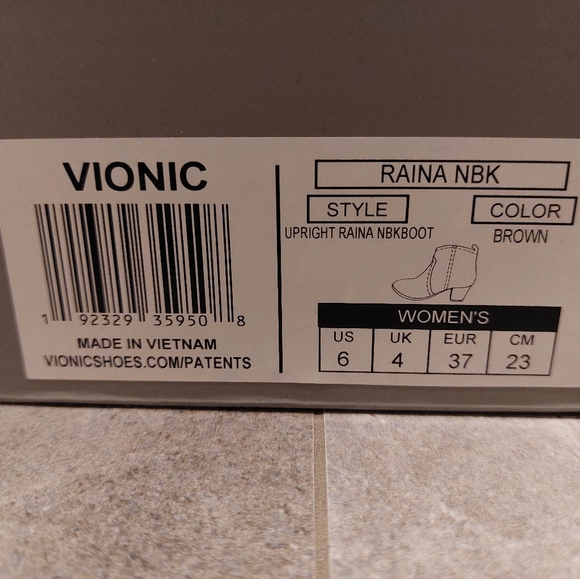 VIONIC
1 92329 35950 8
MADE IN VIETNAM
VIONICSHOES.COM/PATENTS
RAINA NBK
STYLE COLOR
UPRIGHT RAINA NBKBOOT BROWN
WOMEN'S
US UK EUR CM
6 4 37 23